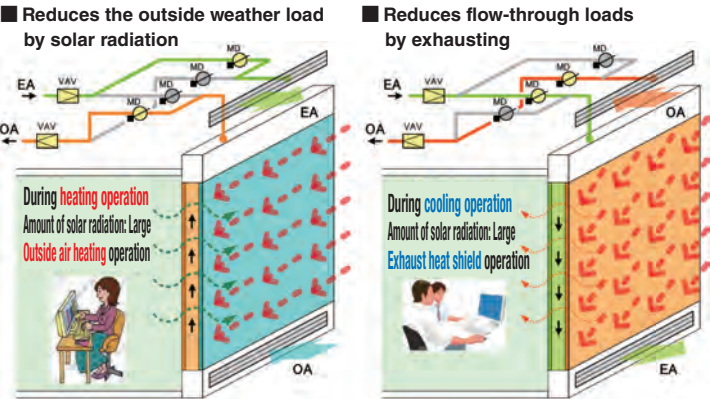 ■ Reduces the outside weather load
by solar radiation
MD
MD
MD
EA
VAV
MD
OA
VAV
EA
During heating operation
Amount of solar radiation: Large
Outside air heating operation
OA
■ Reduces flow-through loads
by exhausting
MD
MD
EA
VAV
MD
MD
OA
VAV
OA
During cooling operation
Amount of solar radiation: Large
Exhaust heat shield operation
EA